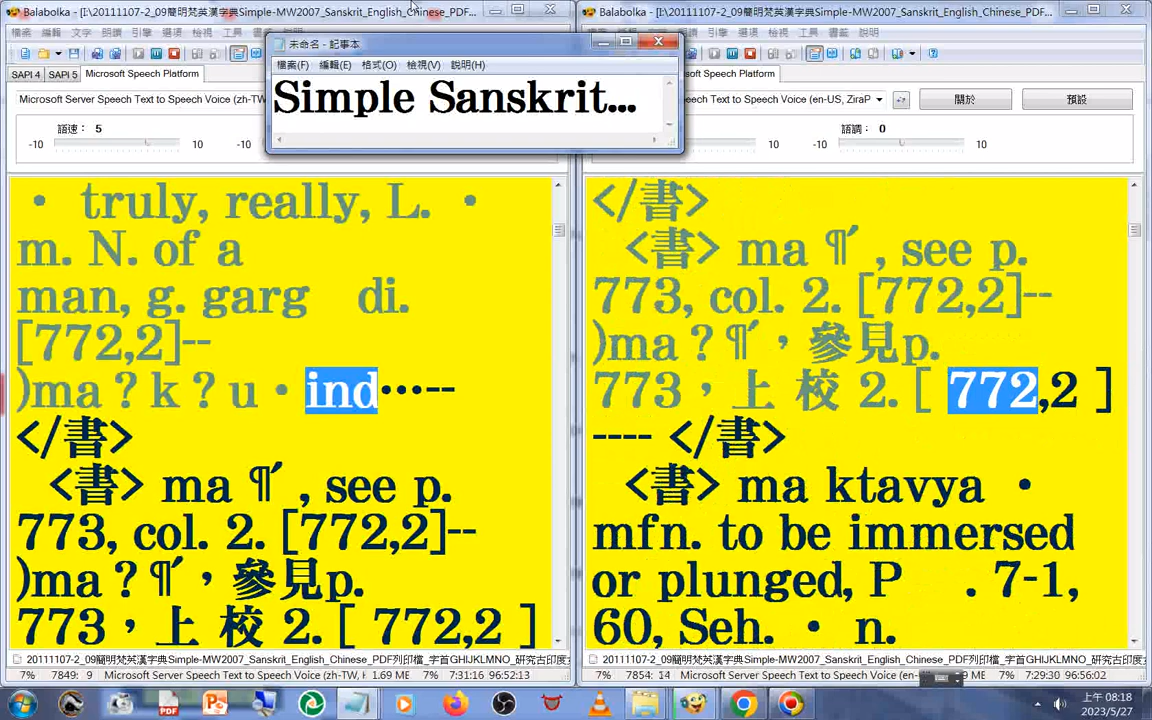 Balabolka - [I:\20111107-2_09簡明梵英漢字典Simple-MW2007_Sanskrit_English_Chinese_PDF...
檔案 編輯 文字 朗讀 引擎 選項 工具
SAPI 4 SAPI 5 Microsoft Speech Platform
Microsoft Server Speech Text to Speech Voice (zh-TW,
語速: 5
-10 10 -10
• truly, really, L. •
m. N. of a
man, g. garg di.
[772,2]--
)ma ? k ? u • ind…--
</書>
<書> ma ¶´ , see p.
773, col. 2. [772,2]--
)ma ? ¶´，參見p.
773，上 校 2. [ 772,2 ]
20111107-2_09簡明梵英漢字典Simple-MW2007_Sanskrit_English_Chinese_PDF列印檔_字首GHIJKLMNO_研究古印度
7% 7849: 9 Microsoft Server Speech Text to Speech Voice (zh-TW, 1.69 MB 7% 7:31:16 96:52:13
未命名 - 記事本
檔案(F) 編輯(E) 格式(O) 檢視(V) 說明(H)
Simple Sanskrit...
Balabolka - [I:\20111107-2_09簡明梵英漢字典Simple-MW2007_Sanskrit_English_Chinese_PDF...
引擎 選項 工具 書籤 說明
Speech Platform
ech Text to Speech Voice (en-US, ZiraP 關於 預設
語調: 0
10 -10 10
</書>
<書> ma ¶´ , see p.
773, col. 2. [772,2]--
)ma ? ¶´，參見p.
773，上 校 2. [ 772,2 ]
---- </書>
<書> ma ktavya •
mfn. to be immersed
or plunged, P . 7-1,
60, Seh. • n.
20111107-2_09簡明梵英漢字典Simple-MW2007_Sanskrit_English_Chinese_PDF列印檔_字首GHIJKLMNO_研究古印度
7% 7854: 14 Microsoft Server Speech Text to Speech Voice (en-US, 1.69 MB 7% 7:29:30 96:56:02
上午 08:18
2023/5/27